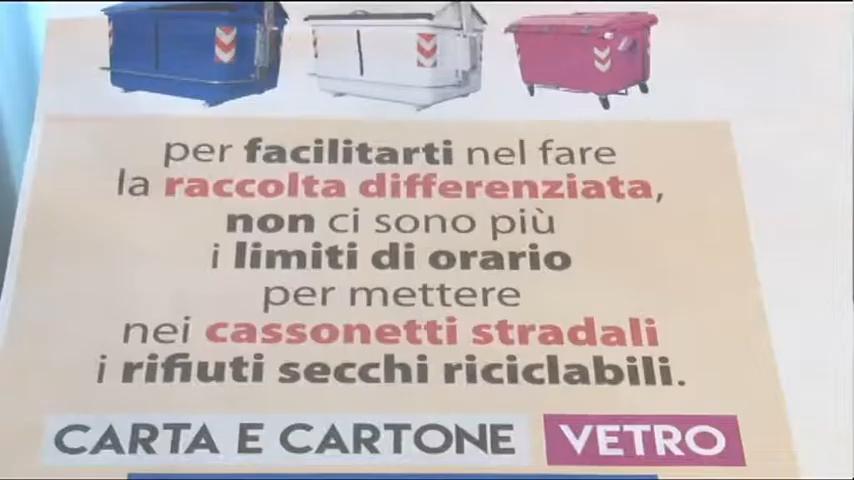 per facilitarti nel fare
la raccolta differenziata,
non ci sono più
i limiti di orario
per mettere
nei cassonetti stradali
i rifiuti secchi riciclabili.
CARTA E CARTONE VETRO